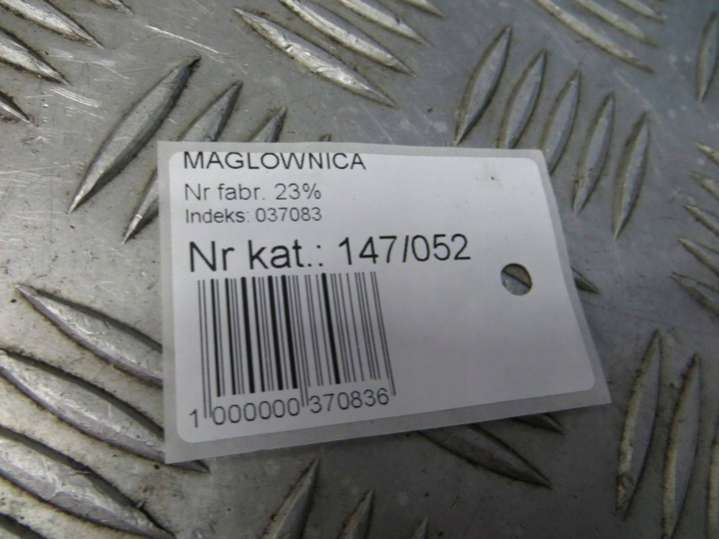 MAGLOWNICA
Nr fabr. 23%
Indeks: 037083
Nr kat.: 147/052
1 000000 370836